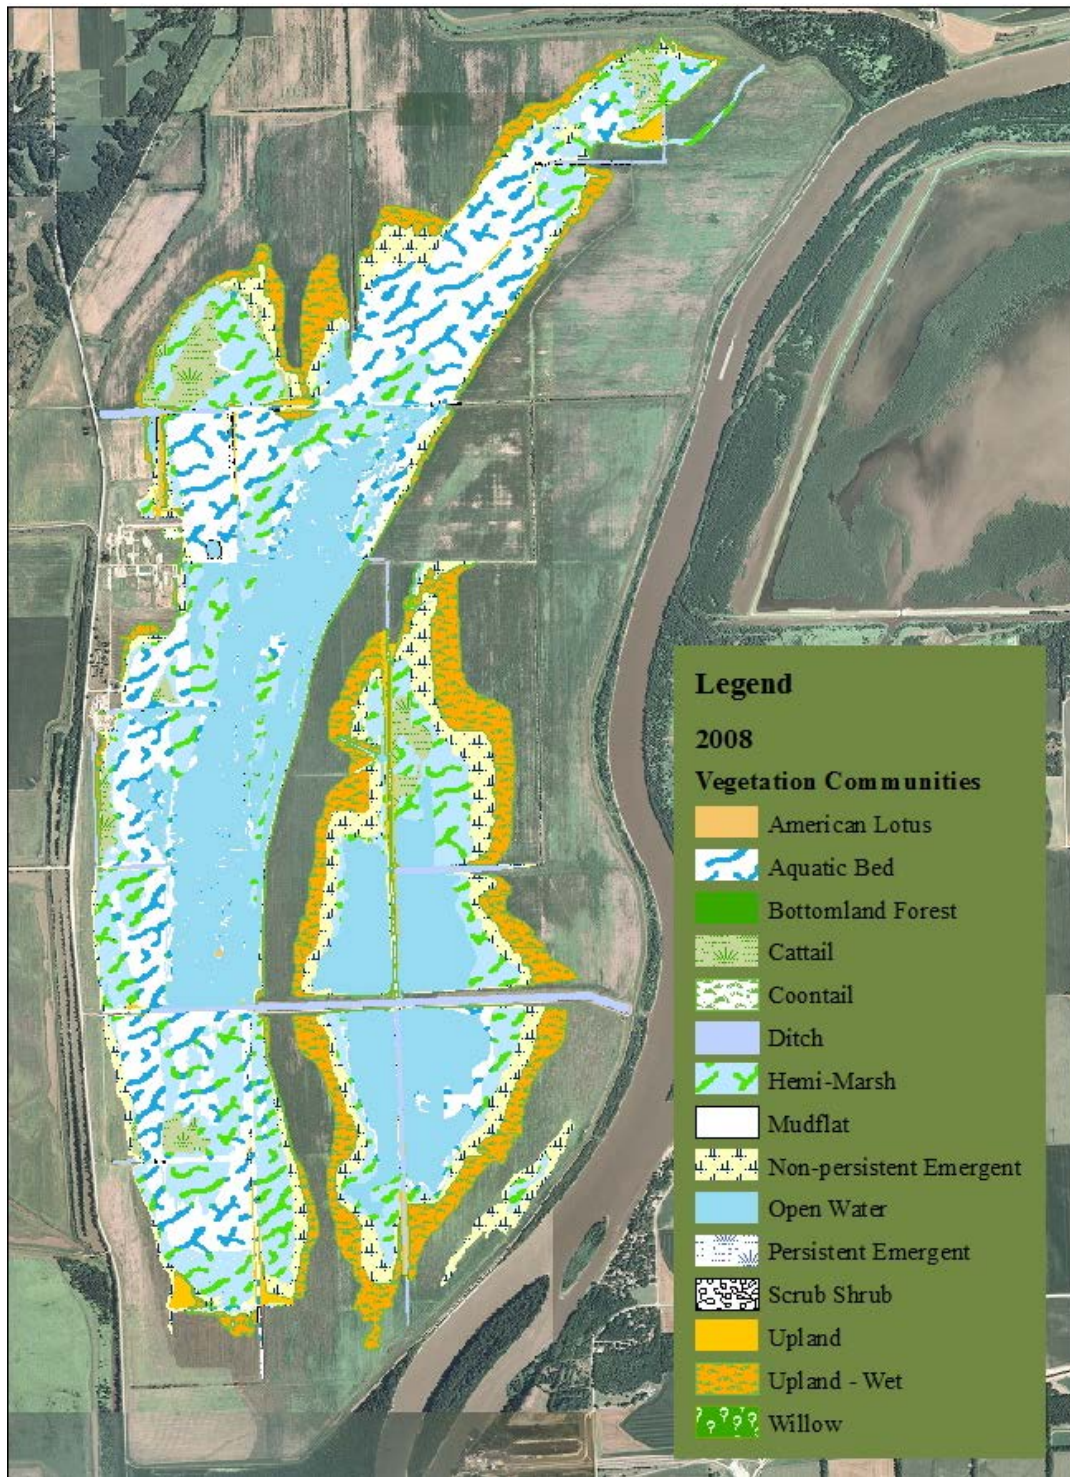 Legend
2008
Vegetation Communities
American Lotus
Aquatic Bed
Bottomland Forest
Cattail
Coontail
Ditch
Hemi-Marsh
Mudflat
Non-persistent Emergent
Open Water
Persistent Emergent
Scrub Shrub
Upland
Upland - Wet
Willow